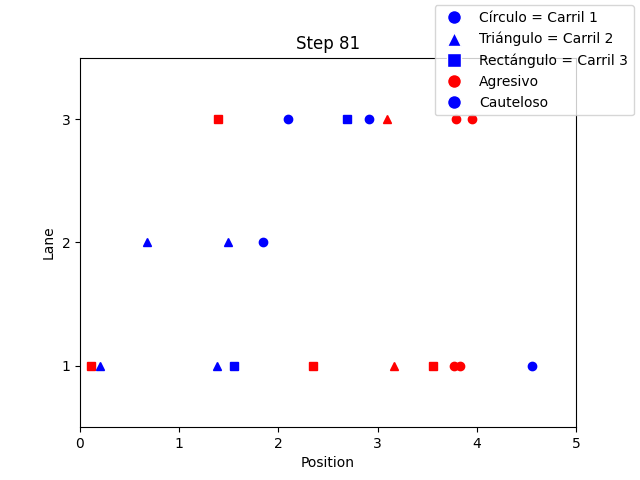 Step 81
Círculo = Carril 1
Triángulo = Carril 2
Rectángulo = Carril 3
Agresivo
Cauteloso
3
2
1
Lane
0 1 2 3 4 5
Position